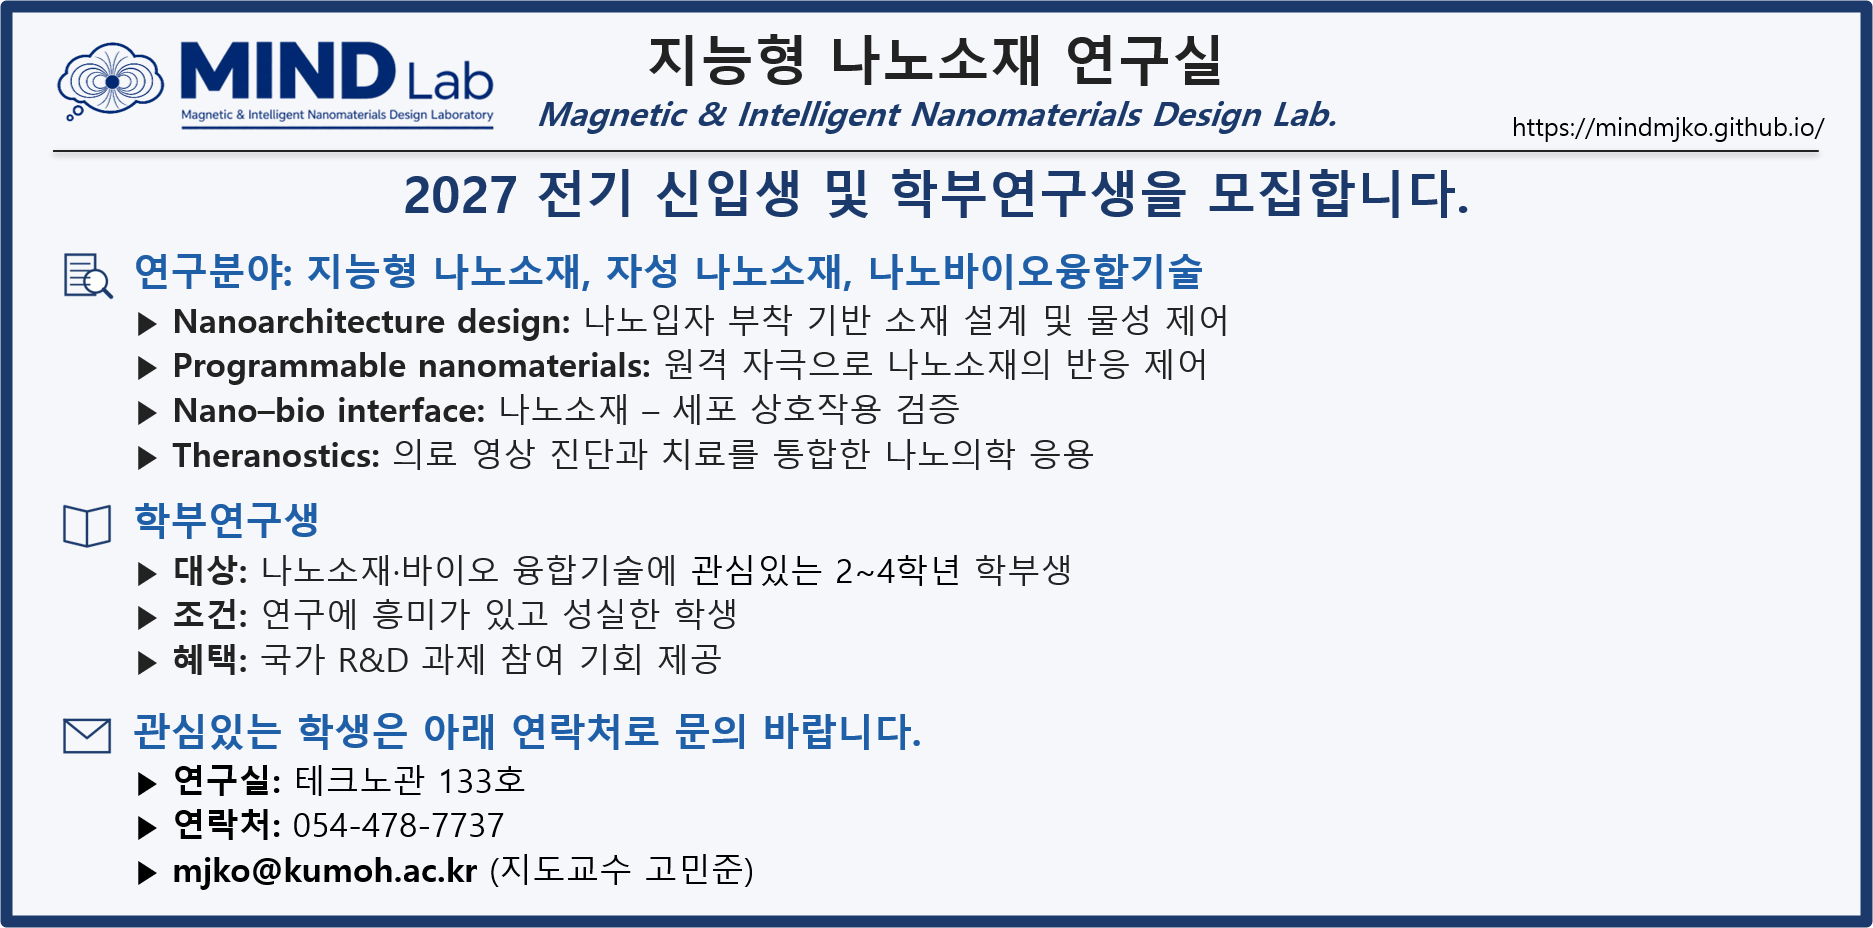 MIND Lab
Magnetic & Intelligent Nanomaterials Design Laboratory
지능형 나노소재 연구실
Magnetic & Intelligent Nanomaterials Design Lab.
https://mindmjko.github.io/
2027 전기 신입생 및 학부연구생을 모집합니다.
연구분야: 지능형 나노소재, 자성 나노소재, 나노바이오융합기술
▶ Nanoarchitecture design: 나노입자 부착 기반 소재 설계 및 물성 제어
▶ Programmable nanomaterials: 원격 자극으로 나노소재의 반응 제어
▶ Nano–bio interface: 나노소재 – 세포 상호작용 검증
▶ Theranostics: 의료 영상 진단과 치료를 통합한 나노의학 응용
학부연구생
▶ 대상: 나노소재·바이오 융합기술에 관심있는 2~4학년 학부생
▶ 조건: 연구에 흥미가 있고 성실한 학생
▶ 혜택: 국가 R&D 과제 참여 기회 제공
관심있는 학생은 아래 연락처로 문의 바랍니다.
▶ 연구실: 테크노관 133호
▶ 연락처: 054-478-7737
▶ mjko@kumoh.ac.kr (지도교수 고민준)